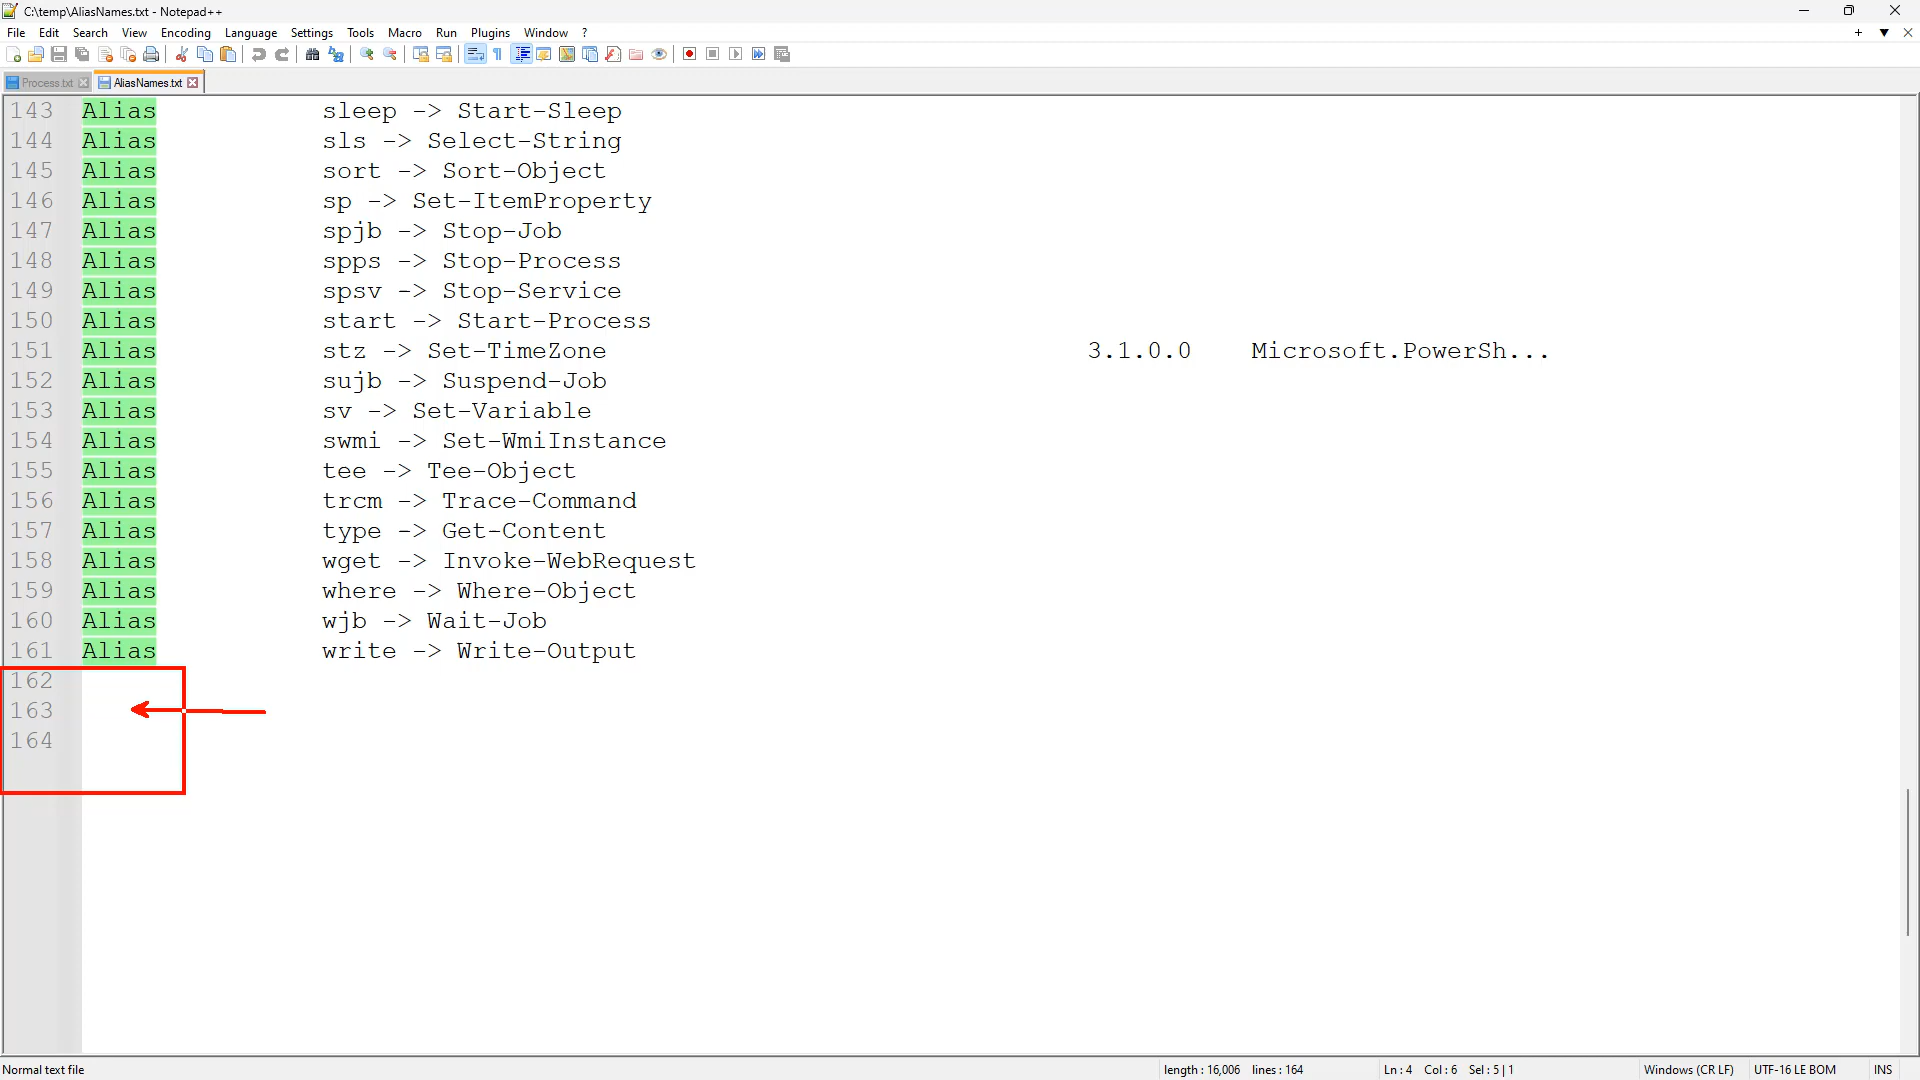 C:\temp\AliasNames.txt - Notepad++
File Edit Search View Encoding Language Settings Tools Macro Run Plugins Window ?
Process.txt AliasNames.txt
143 Alias sleep -> Start-Sleep
144 Alias sls -> Select-String
145 Alias sort -> Sort-Object
146 Alias sp -> Set-ItemProperty
147 Alias spjb -> Stop-Job
148 Alias spps -> Stop-Process
149 Alias spsv -> Stop-Service
150 Alias start -> Start-Process
151 Alias stz -> Set-TimeZone 3.1.0.0 Microsoft.PowerSh...
152 Alias sujb -> Suspend-Job
153 Alias sv -> Set-Variable
154 Alias swmi -> Set-WmiInstance
155 Alias tee -> Tee-Object
156 Alias trcm -> Trace-Command
157 Alias type -> Get-Content
158 Alias wget -> Invoke-WebRequest
159 Alias where -> Where-Object
160 Alias wjb -> Wait-Job
161 Alias write -> Write-Output
162
163
164
Normal text file length : 16,006 lines : 164 Ln : 4 Col : 6 Sel : 5 | 1 Windows (CR LF) UTF-16 LE BOM INS